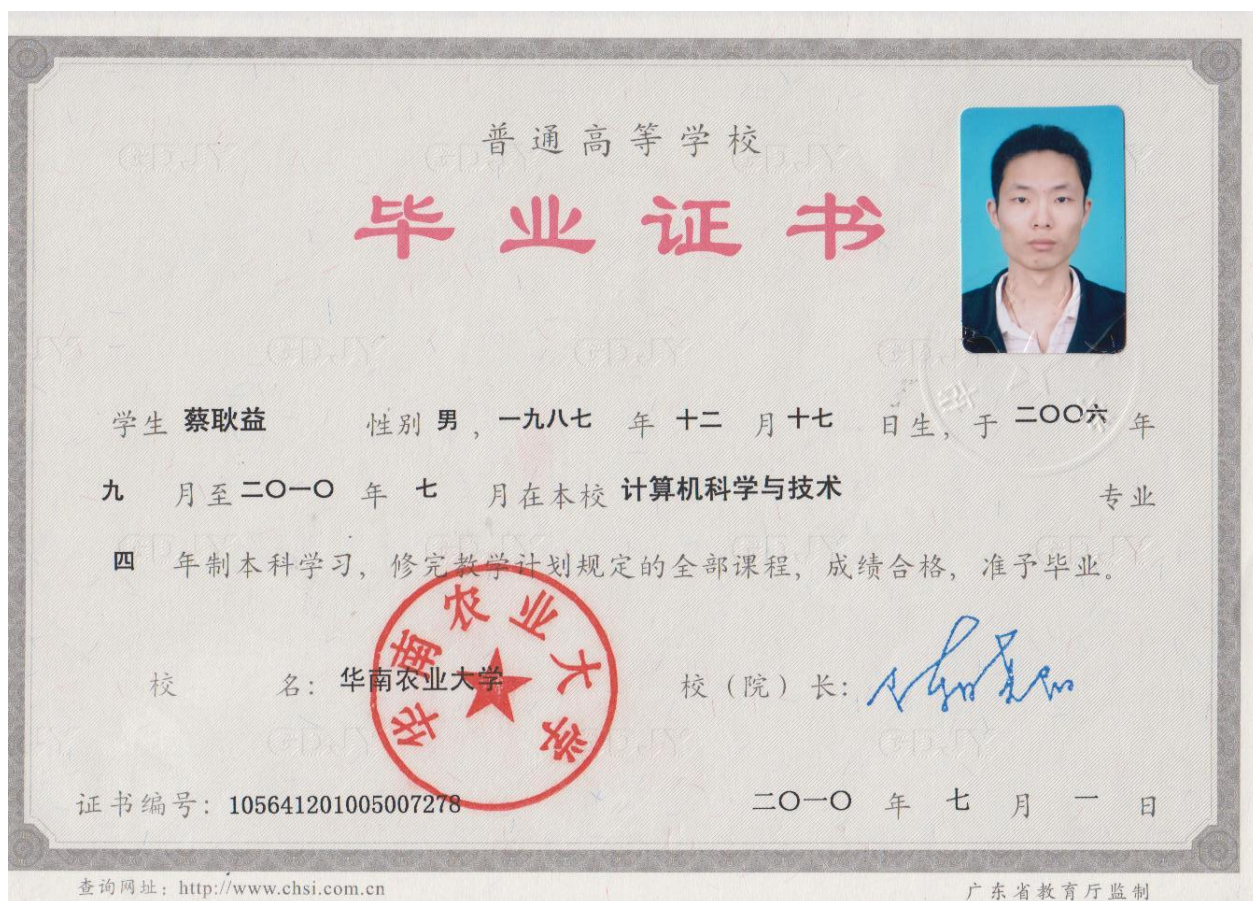 普通高等学校
毕业证书
学生 蔡耿益 性别 男，一九八七 年 十二 月 十七 日生，于 二〇〇六 年
九 月至 二〇一〇 年 七 月在本校 计算机科学与技术 专业
四 年制本科学习，修完教学计划规定的全部课程，成绩合格，准予毕业。
华南农业大学
校 名：华南农业大学 校（院）长：
证书编号：105641201005007278 二〇一〇 年 七 月 一 日
查询网址：http://www.chsi.com.cn 广东省教育厅监制